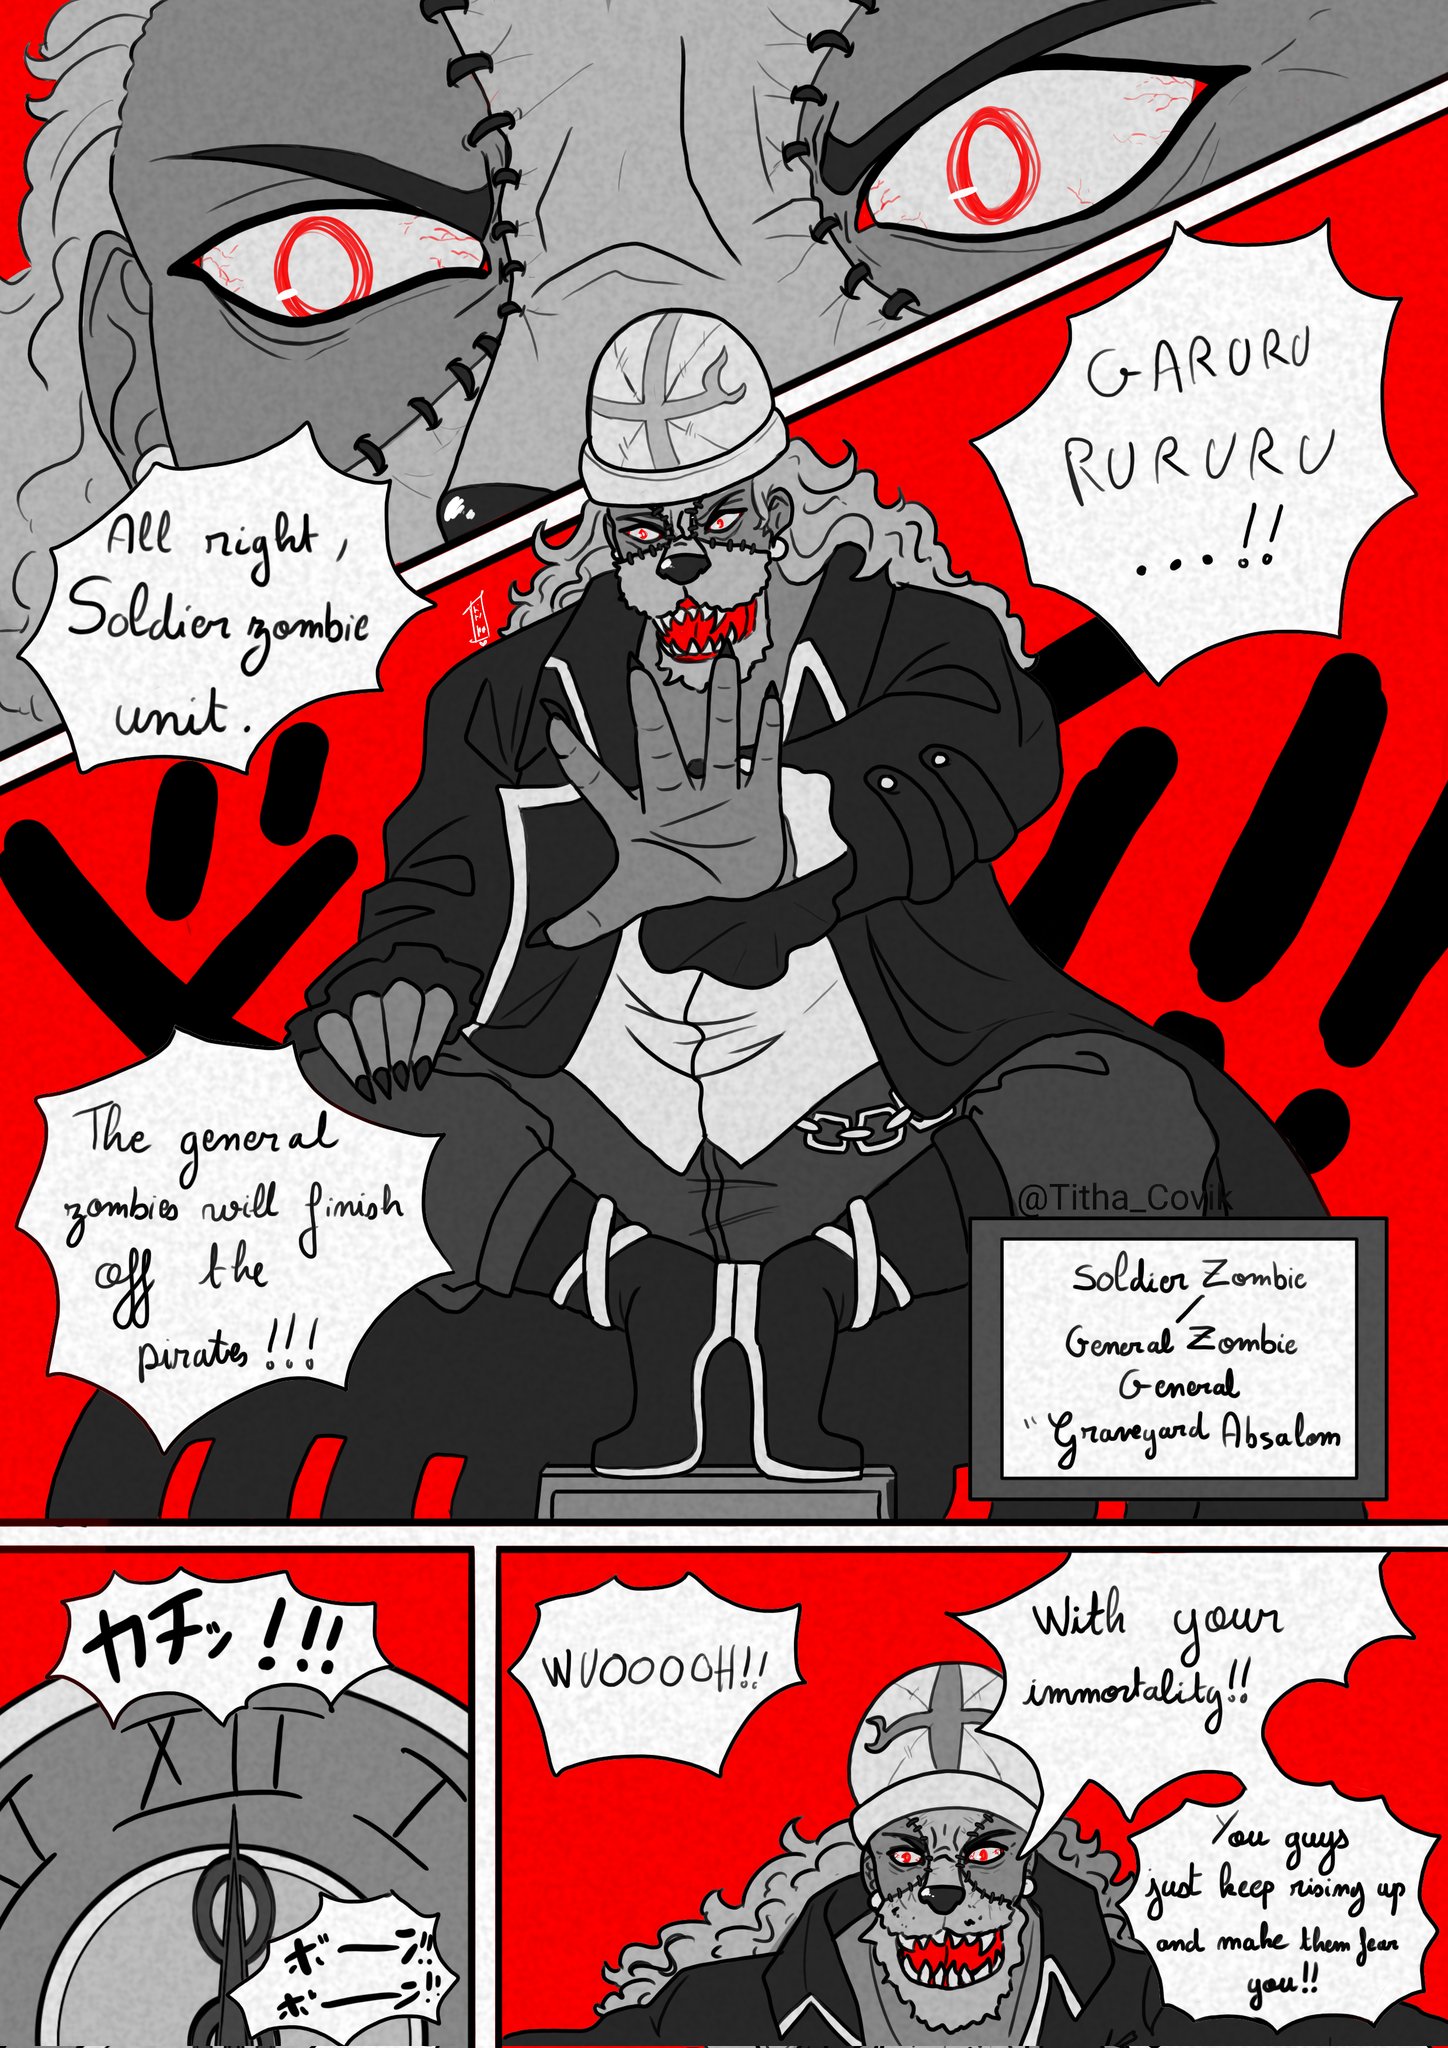 GARURU
RURURU
...!!
All right,
Soldier zombie
unit.
The general
zombies will finish
off the
pirates!!!
@Titha_Covik
Soldier Zombie
/
General Zombie
General
"Graveyard Absalom
カチッ!!!
ボーン!!
ボーン!!
WUOOOOH!!
With your
immortality!!
You guys
just keep rising up
and make them fear
you!!